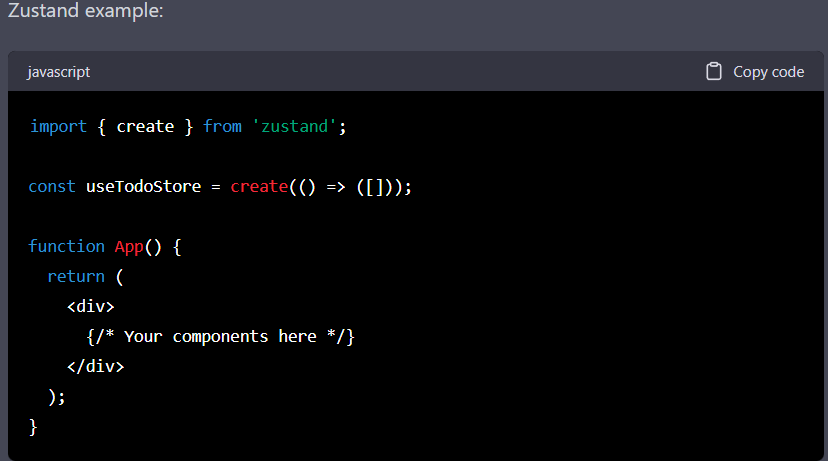 Zustand example:
javascript
Copy code
import { create } from 'zustand';
const useTodoStore = create(() => ([]));
function App() {
  return (
    <div>
      {/* Your components here */}
    </div>
  );
}